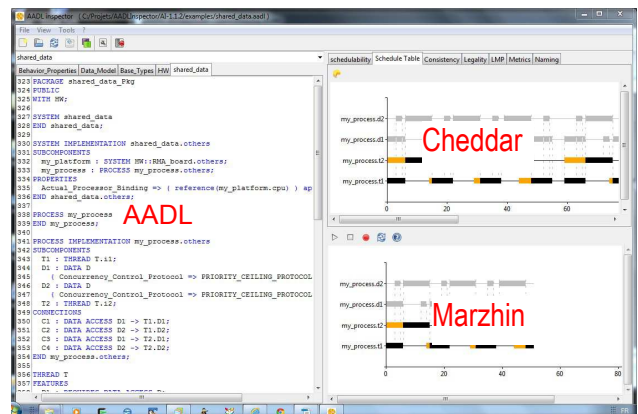 AADL inspector ( C:/Projets/AADLInspector/AI-1.1.2/examples/shared_data.aadl )
File View Tools ?
shared_data
Behavior_Properties Data_Model Base_Types HW shared_data
323 PACKAGE shared_data_Pkg
324 PUBLIC
325 WITH HW;
326
327 SYSTEM shared_data
328 END shared_data;
329
330 SYSTEM IMPLEMENTATION shared_data.others
331 SUBCOMPONENTS
332 my_platform : SYSTEM HW::RMA_board.others;
333 my_process : PROCESS my_process.others;
334 PROPERTIES
335 Actual_Processor_Binding => ( reference(my_platform.cpu) ) ap
336 END shared_data.others;
337
338 PROCESS my_process
339 END my_process;
340
341 PROCESS IMPLEMENTATION my_process.others
342 SUBCOMPONENTS
343 T1 : THREAD T.i1;
344 D1 : DATA D
345 { Concurrency_Control_Protocol => PRIORITY_CEILING_PROTOCOL
346 D2 : DATA D
347 { Concurrency_Control_Protocol => PRIORITY_CEILING_PROTOCOL
348 T2 : THREAD T.i2;
349 CONNECTIONS
350 C1 : DATA ACCESS D1 -> T1.D1;
351 C2 : DATA ACCESS D2 -> T1.D2;
352 C3 : DATA ACCESS D1 -> T2.D1;
353 C4 : DATA ACCESS D2 -> T2.D2;
354 END my_process.others;
355
356 THREAD T
357 FEATURES
AADL
schedulability Schedule Table Consistency Legality LMP Metrics Naming
my_process.d2
my_process.d1
my_process.t2
my_process.t1
0 20 40 60
Cheddar
my_process.d2
my_process.d1
my_process.t2
my_process.t1
0 20 40 60 80
Marzhin
FR